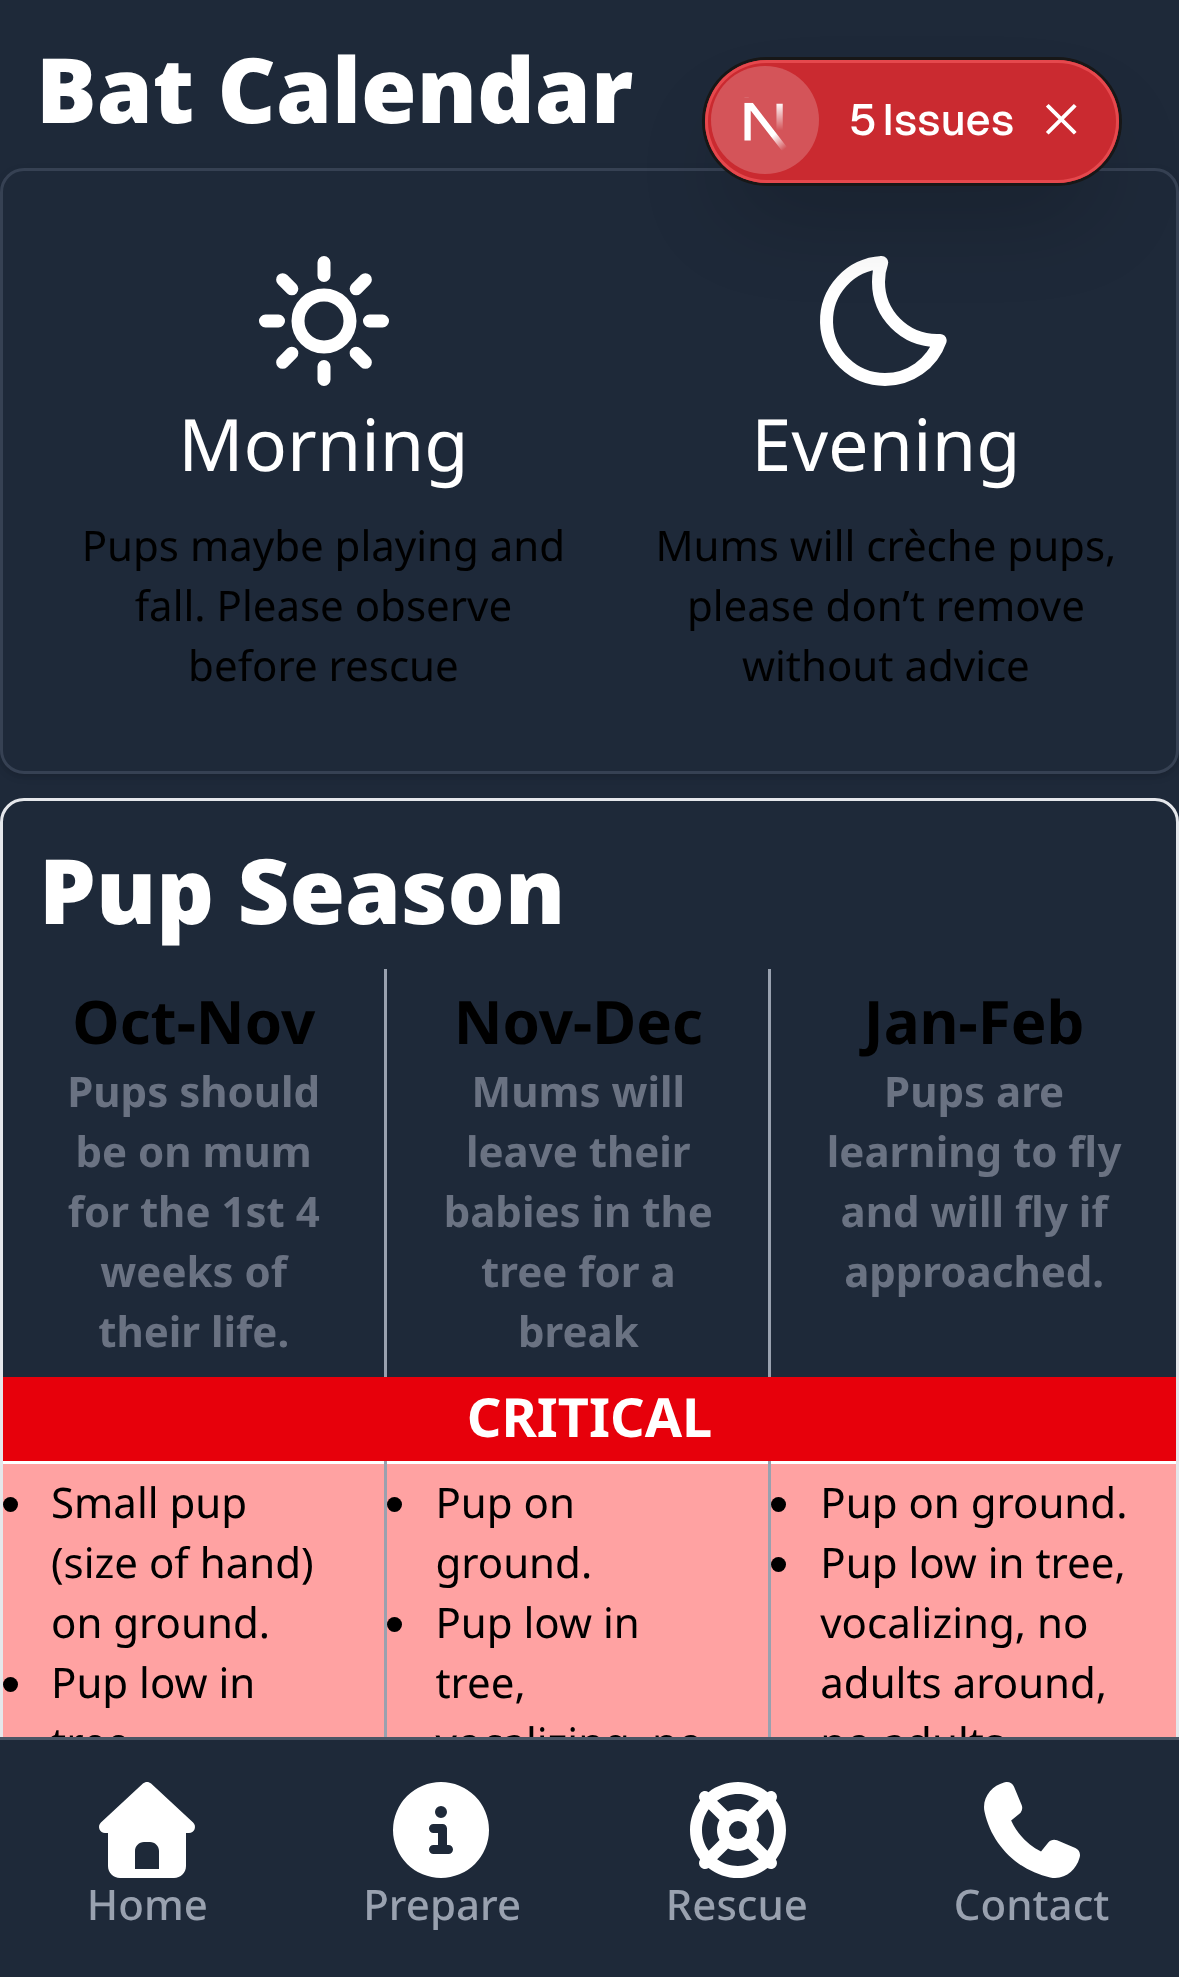 Bat Calendar
N 5 Issues
Morning
Pups maybe playing and
fall. Please observe
before rescue
Evening
Mums will crèche pups,
please don’t remove
without advice
Pup Season
Oct-Nov
Pups should
be on mum
for the 1st 4
weeks of
their life.
Nov-Dec
Mums will
leave their
babies in the
tree for a
break
Jan-Feb
Pups are
learning to fly
and will fly if
approached.
CRITICAL
• Small pup
(size of hand)
on ground.
• Pup low in
• Pup on
ground.
• Pup low in
tree,
vocalizing, no
• Pup on ground.
• Pup low in tree,
vocalizing, no
adults around,
no adults
Home
Prepare
Rescue
Contact